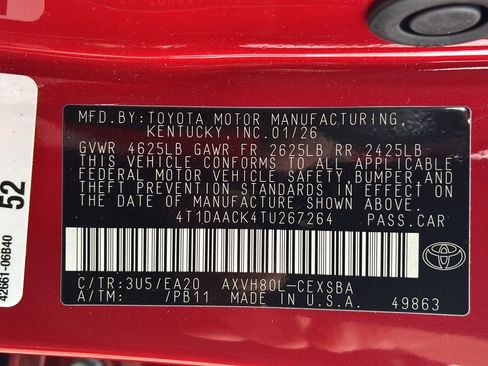 MFD.BY:TOYOTA MOTOR MANUFACTURING,
KENTUCKY,INC.01/26
GVWR 4625LB GAWR FR 2625LB RR 2425LB
THIS VEHICLE CONFORMS TO ALL APPLICABLE
FEDERAL MOTOR VEHICLE SAFETY,BUMPER,AND
THEFT PREVENTION STANDARDS IN EFFECT ON
THE DATE OF MANUFACTURE SHOWN ABOVE.
4T1DAACK4TU267264 PASS.CAR
C/TR:3U5/EA20 AXVH80L-CEXSBA
A/TM: /PB11 MADE IN U.S.A. 49863
52
42661-06B40